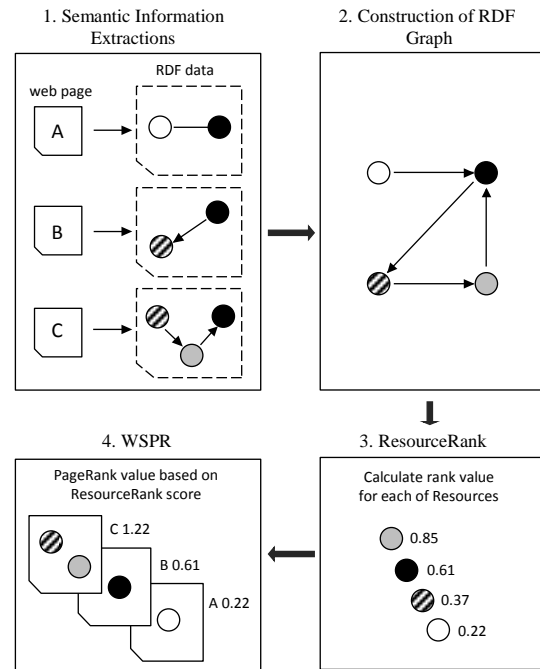 1. Semantic Information
Extractions
web page
RDF data
A
B
C
2. Construction of RDF
Graph
3. ResourceRank
Calculate rank value
for each of Resources
0.85
0.61
0.37
0.22
4. WSPR
PageRank value based on
ResourceRank score
C 1.22
B 0.61
A 0.22